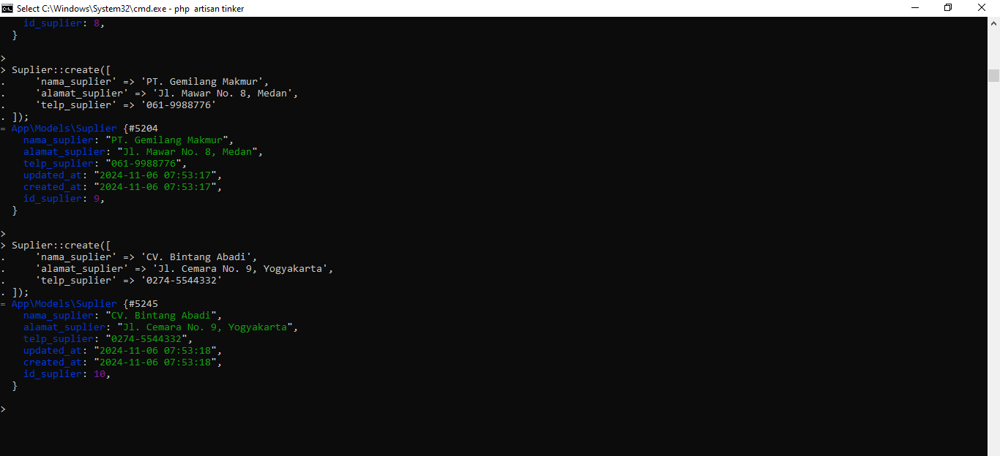 Select C:\Windows\System32\cmd.exe - php  artisan tinker
    id_suplier: 8,
  }

>
> Suplier::create([
.     'nama_suplier' => 'PT. Gemilang Makmur',
.     'alamat_suplier' => 'Jl. Mawar No. 8, Medan',
.     'telp_suplier' => '061-9988776'
. ]);
= App\Models\Suplier {#5204
    nama_suplier: "PT. Gemilang Makmur",
    alamat_suplier: "Jl. Mawar No. 8, Medan",
    telp_suplier: "061-9988776",
    updated_at: "2024-11-06 07:53:17",
    created_at: "2024-11-06 07:53:17",
    id_suplier: 9,
  }

>
> Suplier::create([
.     'nama_suplier' => 'CV. Bintang Abadi',
.     'alamat_suplier' => 'Jl. Cemara No. 9, Yogyakarta',
.     'telp_suplier' => '0274-5544332'
. ]);
= App\Models\Suplier {#5245
    nama_suplier: "CV. Bintang Abadi",
    alamat_suplier: "Jl. Cemara No. 9, Yogyakarta",
    telp_suplier: "0274-5544332",
    updated_at: "2024-11-06 07:53:18",
    created_at: "2024-11-06 07:53:18",
    id_suplier: 10,
  }

>